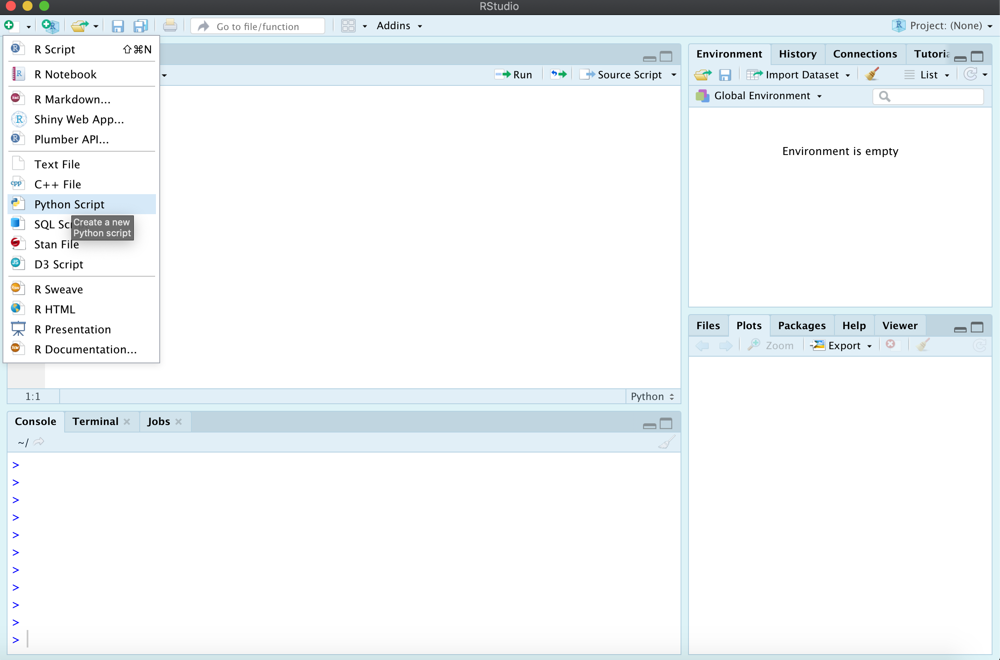 RStudio
Go to file/function
Addins
Project: (None)
R Script ⇧⌘N
R Notebook
R Markdown...
Shiny Web App...
Plumber API...
Text File
C++ File
Python Script
SQL
Create a new
Python script
Stan File
D3 Script
R Sweave
R HTML
R Presentation
R Documentation...
Run
Source Script
1:1
Python
Console
Terminal
Jobs
~/
>
>
>
>
>
>
>
>
>
>
>
Environment
History
Connections
Import Dataset
List
Global Environment
Environment is empty
Files
Plots
Packages
Help
Viewer
Zoom
Export